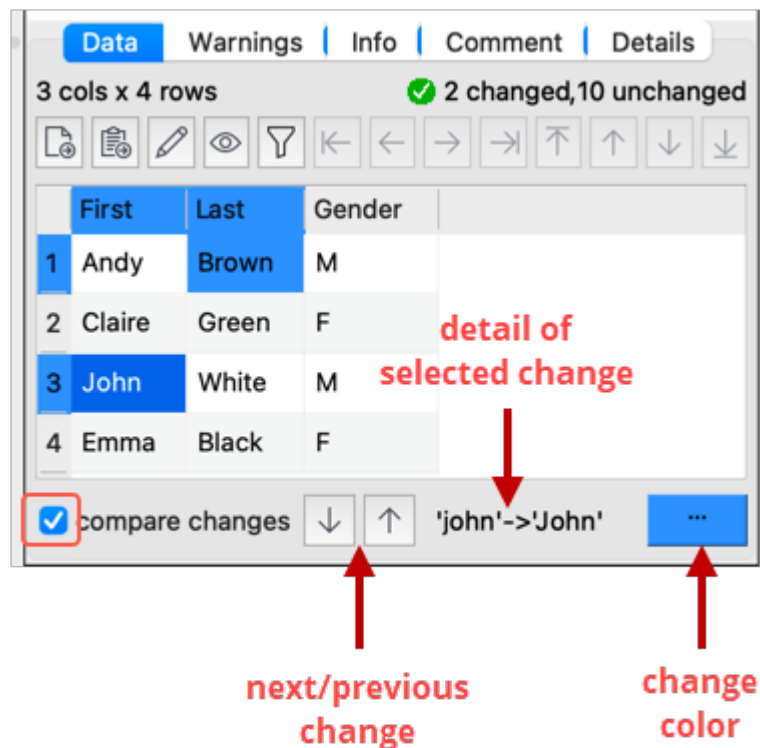 Data Warnings Info Comment Details
3 cols x 4 rows 2 changed,10 unchanged
First Last Gender
1 Andy Brown M
2 Claire Green F
detail of
selected change
3 John White M
4 Emma Black F
compare changes 'john'->'John' ...
next/previous
change
change
color